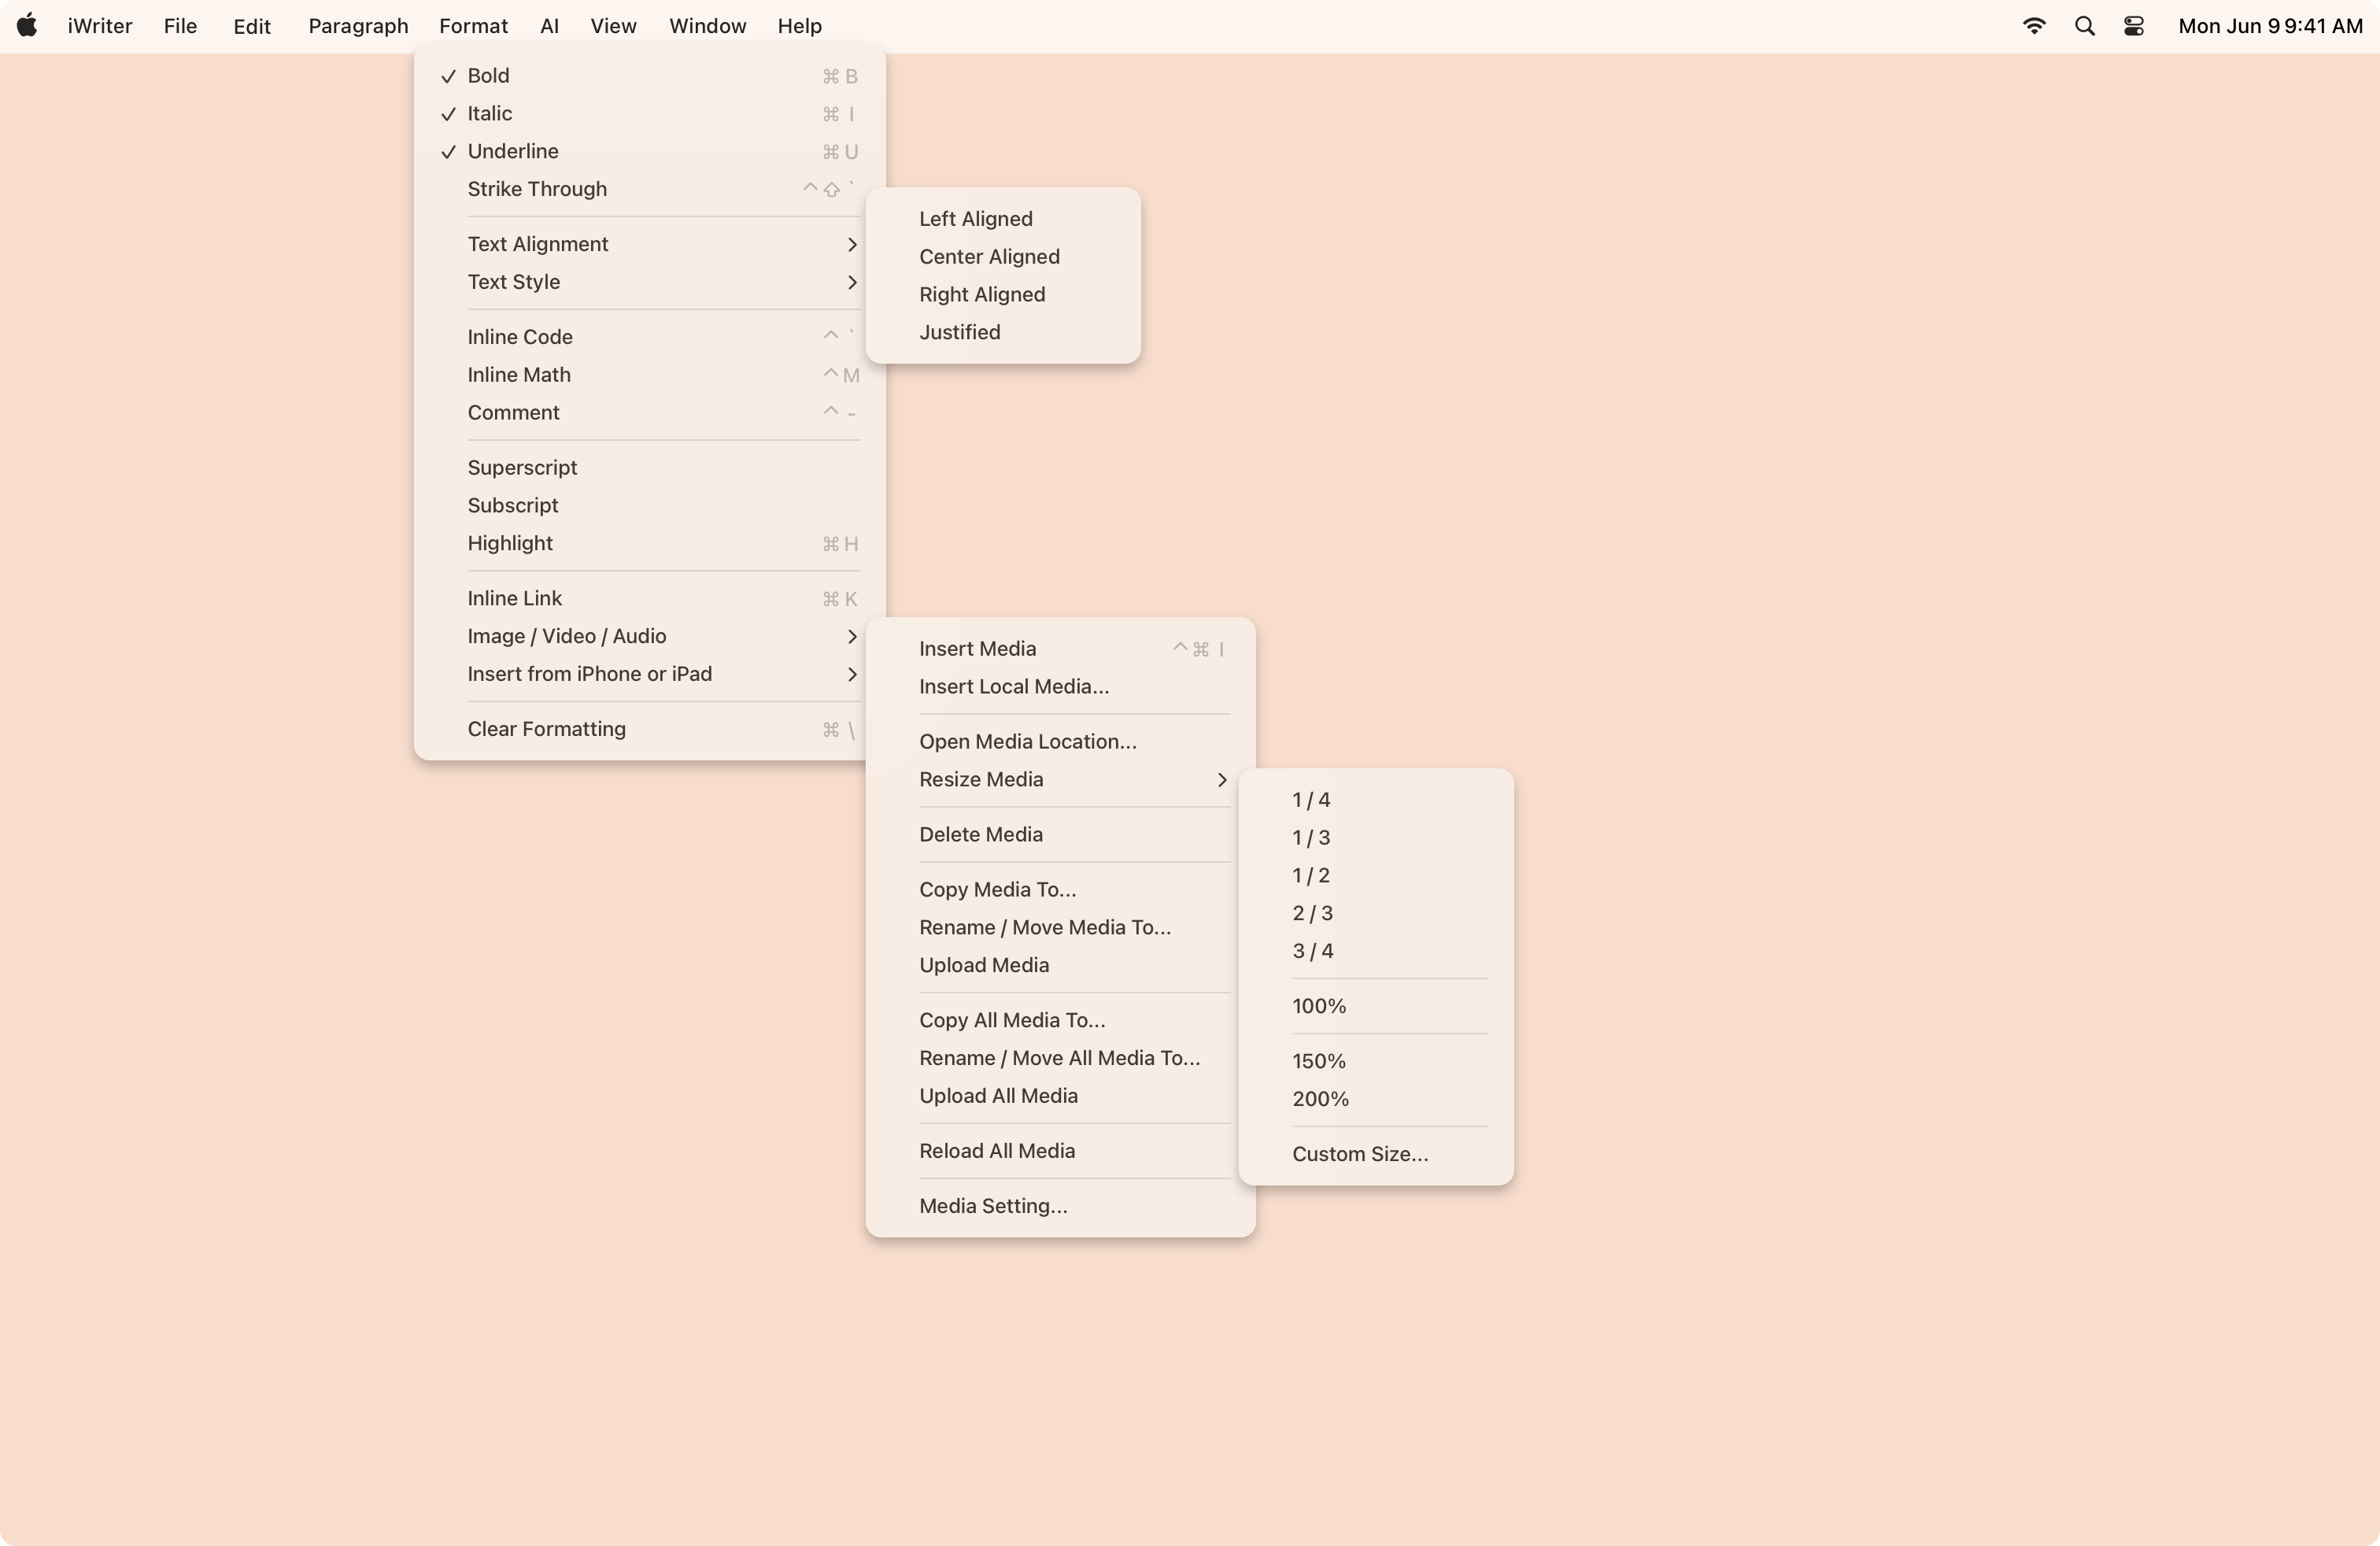 iWriter File Edit Paragraph Format AI View Window Help Mon Jun 9 9:41 AM
✓ Bold ⌘ B
✓ Italic ⌘ I
✓ Underline ⌘ U
Strike Through ^ ⇧ `
Text Alignment >
Text Style >
Inline Code ^ `
Inline Math ^ M
Comment ^ -
Superscript
Subscript
Highlight ⌘ H
Inline Link ⌘ K
Image / Video / Audio >
Insert from iPhone or iPad >
Clear Formatting ⌘ \
Left Aligned
Center Aligned
Right Aligned
Justified
Insert Media ^ ⌘ I
Insert Local Media...
Open Media Location...
Resize Media >
Delete Media
Copy Media To...
Rename / Move Media To...
Upload Media
Copy All Media To...
Rename / Move All Media To...
Upload All Media
Reload All Media
Media Setting...
1 / 4
1 / 3
1 / 2
2 / 3
3 / 4
100%
150%
200%
Custom Size...